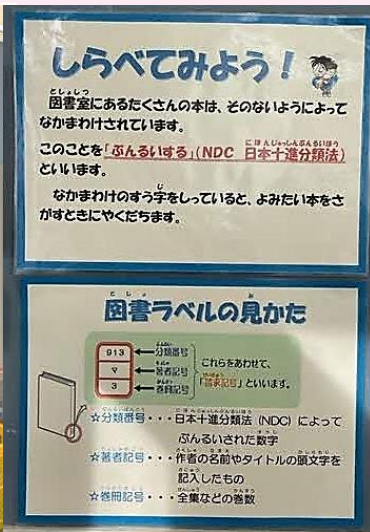 しらべてみよう！
図書室にあるたくさんの本は、そのないようによって
なかまわけされています。
このことを「ぶんるいする」(NDC 日本十進分類法)
といいます。
なかまわけのすう字をしっていると、よみたい本をさ
がすときにやくだちます。
図書ラベルの見かた
913 ← 分類番号
マ ← 著者記号
3 ← 巻冊記号
これらをあわせて、
「請求記号」といいます。
☆分類番号・・・日本十進分類法（NDC）によって
ぶんるいされた数字
☆著者記号・・・作者の名前やタイトルの頭文字を
記入したもの
☆巻冊記号・・・全集などの巻数